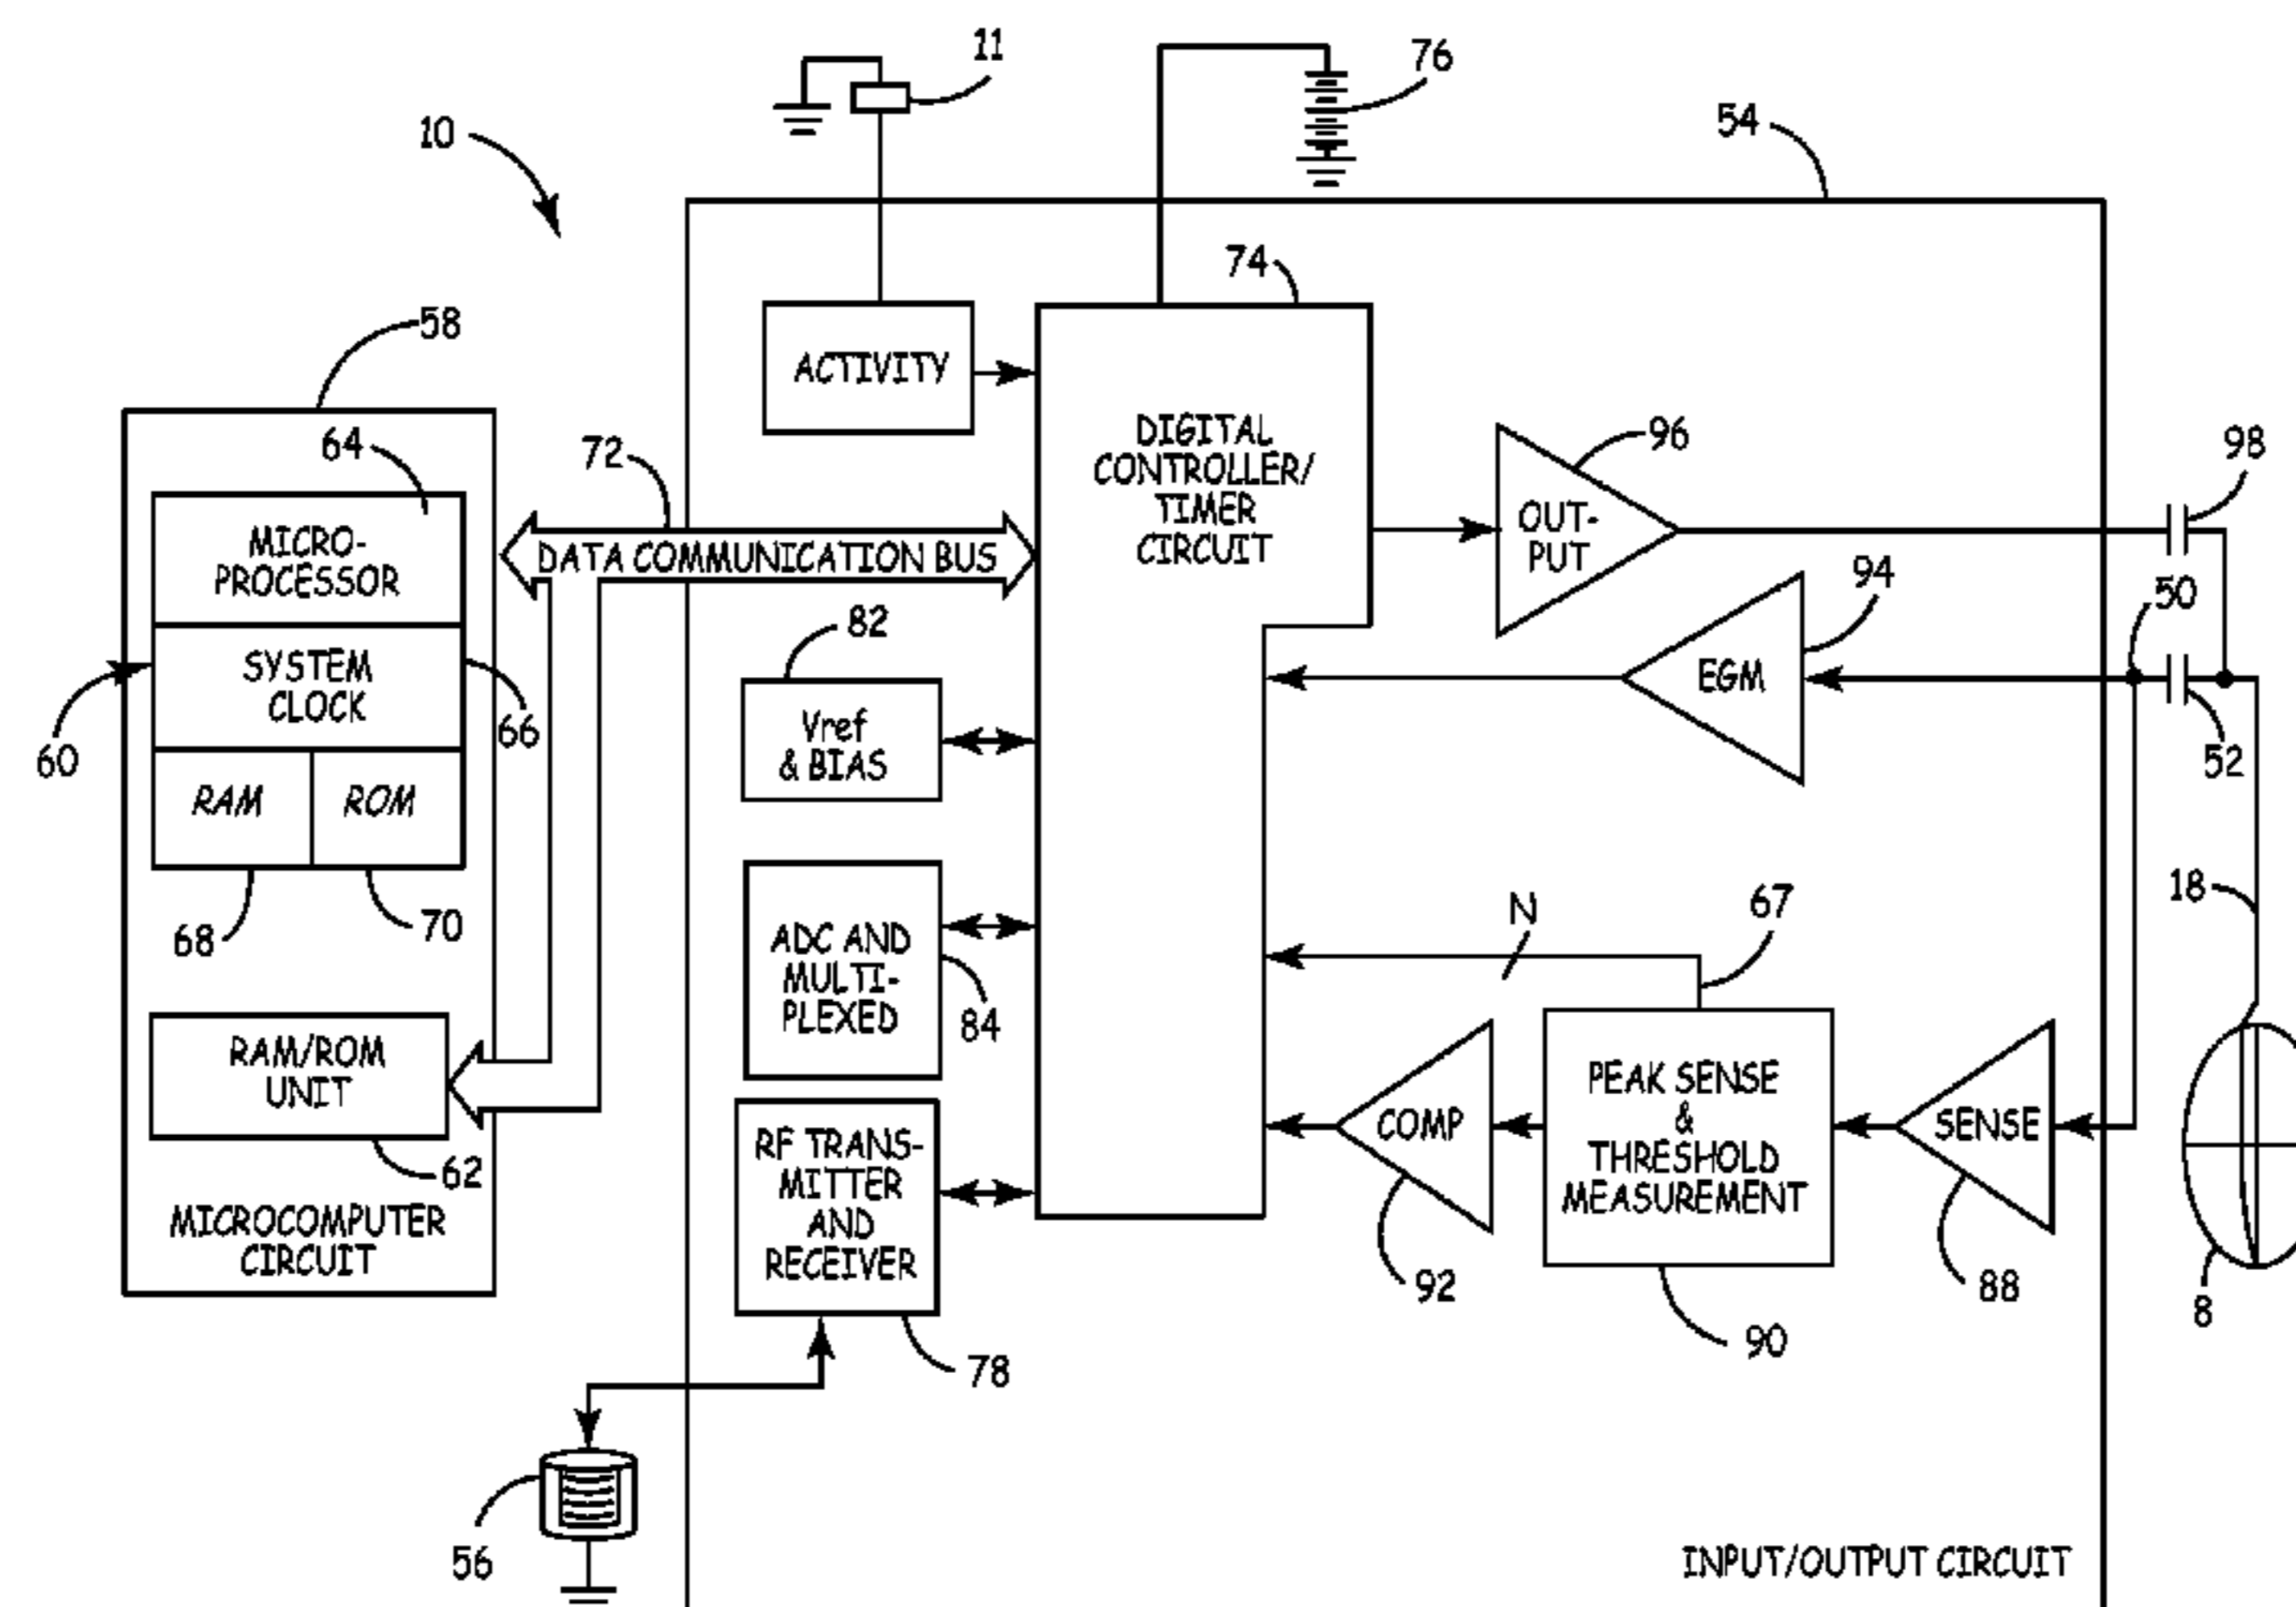 11
76
10
54
74
58
ACTIVITY
64
72
DIGITAL
CONTROLLER/
TIMER
CIRCUIT
96
98
MICRO-
PROCESSOR
DATA COMMUNICATION BUS
OUT-
PUT
94
50
82
SYSTEM
CLOCK
EGM
60
66
Vref
& BIAS
52
RAM
ROM
68
70
N
67
18
ADC AND
MULTI-
PLEXED
84
RAM/ROM
UNIT
PEAK SENSE
&
THRESHOLD
MEASUREMENT
COMP
SENSE
RF TRANS-
MITTER
AND
RECEIVER
62
MICROCOMPUTER
CIRCUIT
92
88
8
90
78
56
INPUT/OUTPUT CIRCUIT